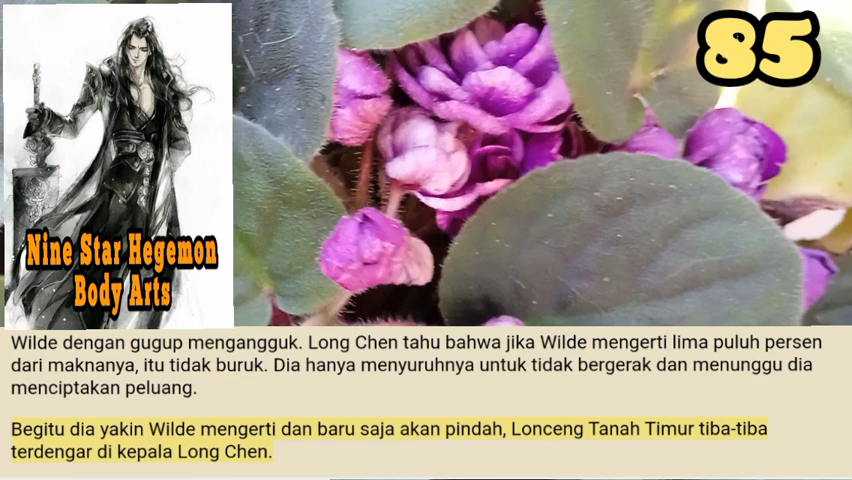 85
Nine Star Hegemon
Body Arts
Wilde dengan gugup mengangguk. Long Chen tahu bahwa jika Wilde mengerti lima puluh persen
dari maknanya, itu tidak buruk. Dia hanya menyuruhnya untuk tidak bergerak dan menunggu dia
menciptakan peluang.
Begitu dia yakin Wilde mengerti dan baru saja akan pindah, Lonceng Tanah Timur tiba-tiba
terdengar di kepala Long Chen.